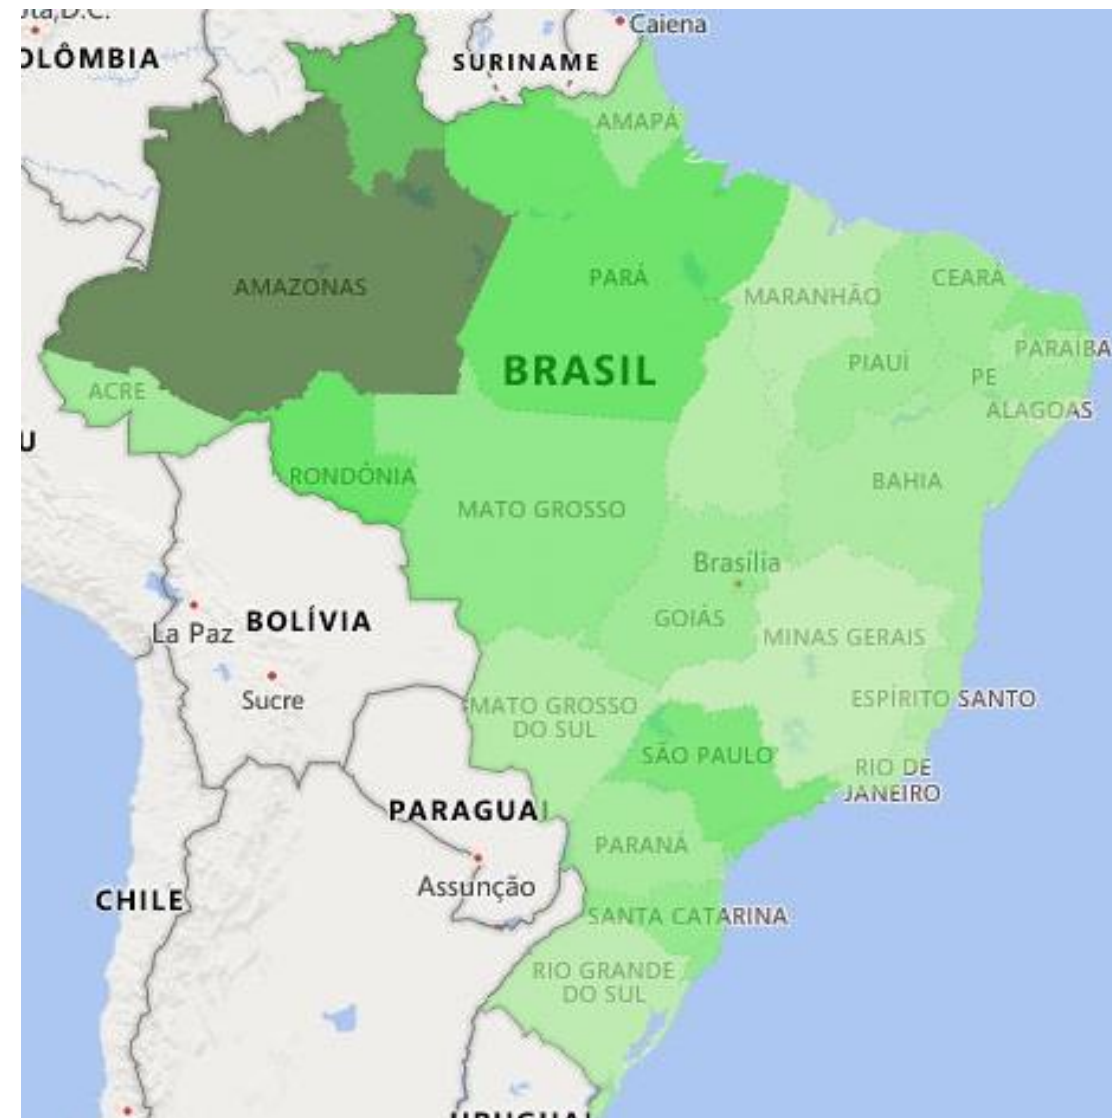 Caiena
OLÔMBIA
SURINAME
AMAPÁ
AMAZONAS
PARÁ
MARANHÃO
CEARÁ
BRASIL
PIAUÍ
PARAÍBA
PE
ACRE
ALAGOAS
U
RONDÔNIA
MATO GROSSO
BAHIA
Brasília
BOLÍVIA
La Paz
GOIÁS
MINAS GERAIS
Sucre
MATO GROSSO
DO SUL
ESPÍRITO SANTO
SÃO PAULO
RIO DE
JANEIRO
PARAGUAI
PARANÁ
Assunção
CHILE
SANTA CATARINA
RIO GRANDE
DO SUL